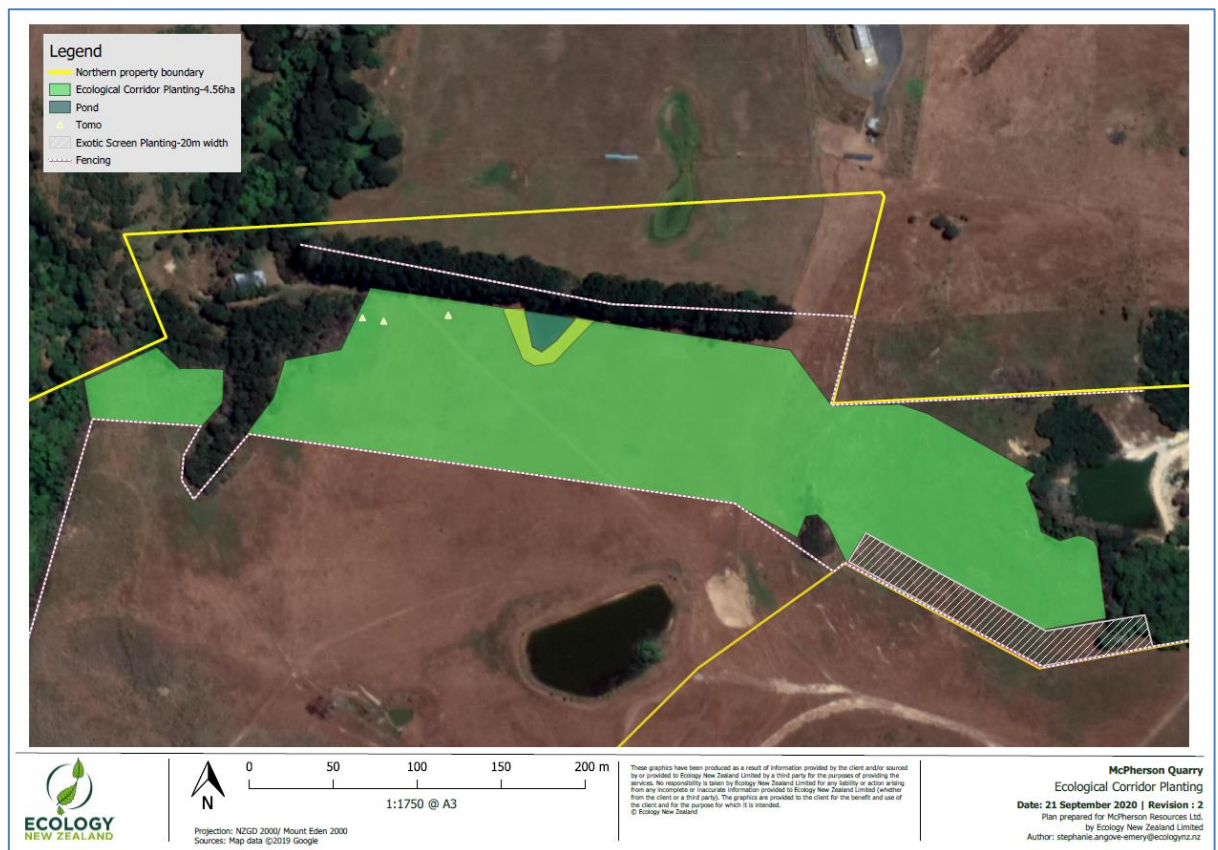 Legend
Northern property boundary
Ecological Corridor Planting-4.56ha
Pond
Tomo
Exotic Screen Planting-20m width
Fencing
ECOLOGY
NEW ZEALAND
N
0 50 100 150 200 m
1:1750 @ A3
Projection: NZGD 2000/ Mount Eden 2000
Sources: Map data ©2019 Google
These graphics have been produced as a result of information provided by the client and/or sourced
by or provided to Ecology New Zealand Limited by a third party for the purposes of providing the
services. No responsibility is taken by Ecology New Zealand Limited for any liability or action arising
from any incomplete or inaccurate information provided to Ecology New Zealand Limited (whether
from the client or a third party). The graphics are provided to the client for the benefit and use of
the client and for the purpose for which it is intended.
© Ecology New Zealand
McPherson Quarry
Ecological Corridor Planting
Date: 21 September 2020 | Revision : 2
Plan prepared for McPherson Resources Ltd.
by Ecology New Zealand Limited
Author: stephanie.angove-emery@ecologynz.nz